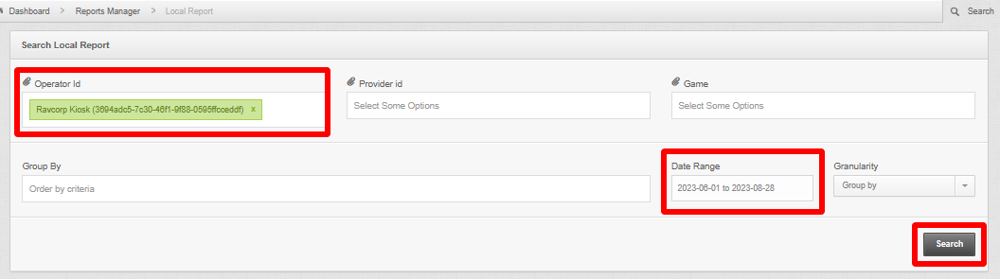 Dashboard > Reports Manager > Local Report
Search
Search Local Report
Operator Id
Provider id
Game
Ravcorp Kiosk (3694adc5-7c30-46f1-9f88-0595ffcceddf) x
Select Some Options
Select Some Options
Group By
Date Range
Granularity
Order by criteria
2023-06-01 to 2023-08-28
Group by
Search